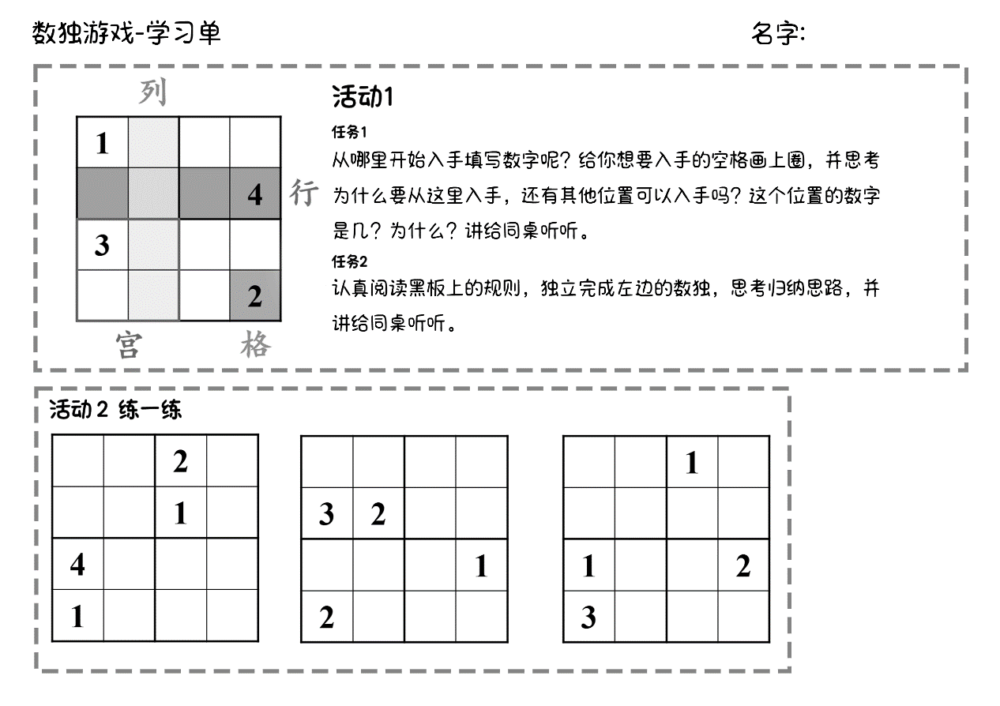 数独游戏-学习单
名字:
列
1
4
行
3
2
宫
格
活动1
任务1
从哪里开始入手填写数字呢？给你想要入手的空格画上圈，并思考
为什么要从这里入手，还有其他位置可以入手吗？这个位置的数字
是几？为什么？讲给同桌听听。
任务2
认真阅读黑板上的规则，独立完成左边的数独，思考归纳思路，并
讲给同桌听听。
活动2 练一练
2
1
4
1
3 2
1
2
1
1 2
3